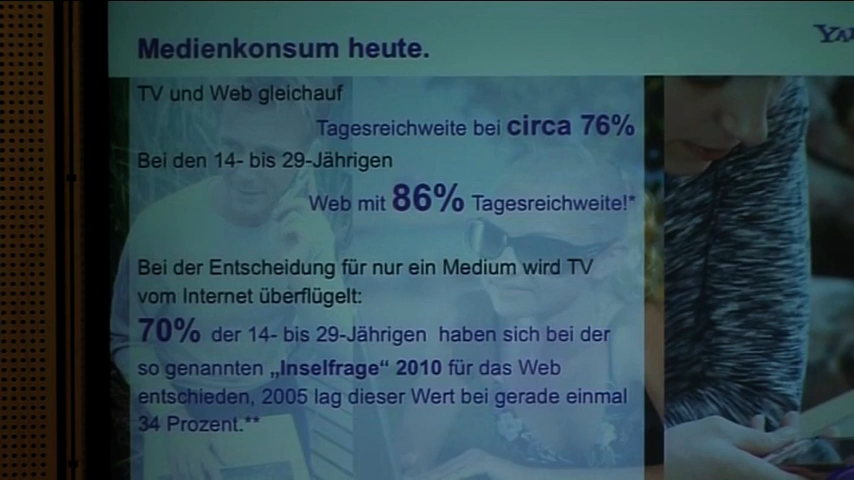 Medienkonsum heute.
TV und Web gleichauf
Tagesreichweite bei circa 76%
Bei den 14- bis 29-Jährigen
Web mit 86% Tagesreichweite!*
Bei der Entscheidung für nur ein Medium wird TV
vom Internet überflügelt:
70% der 14- bis 29-Jährigen haben sich bei der
so genannten „Inselfrage“ 2010 für das Web
entschieden, 2005 lag dieser Wert bei gerade einmal
34 Prozent.**